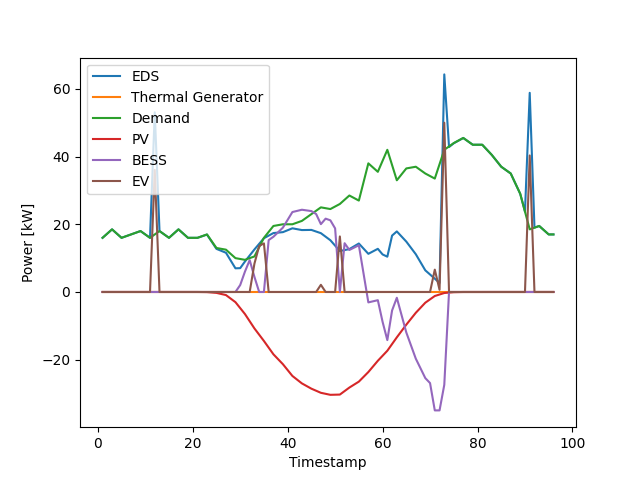 EDS
Thermal Generator
Demand
PV
BESS
EV
Power [kW]
60
40
20
0
−20
0
20
40
60
80
100
Timestamp